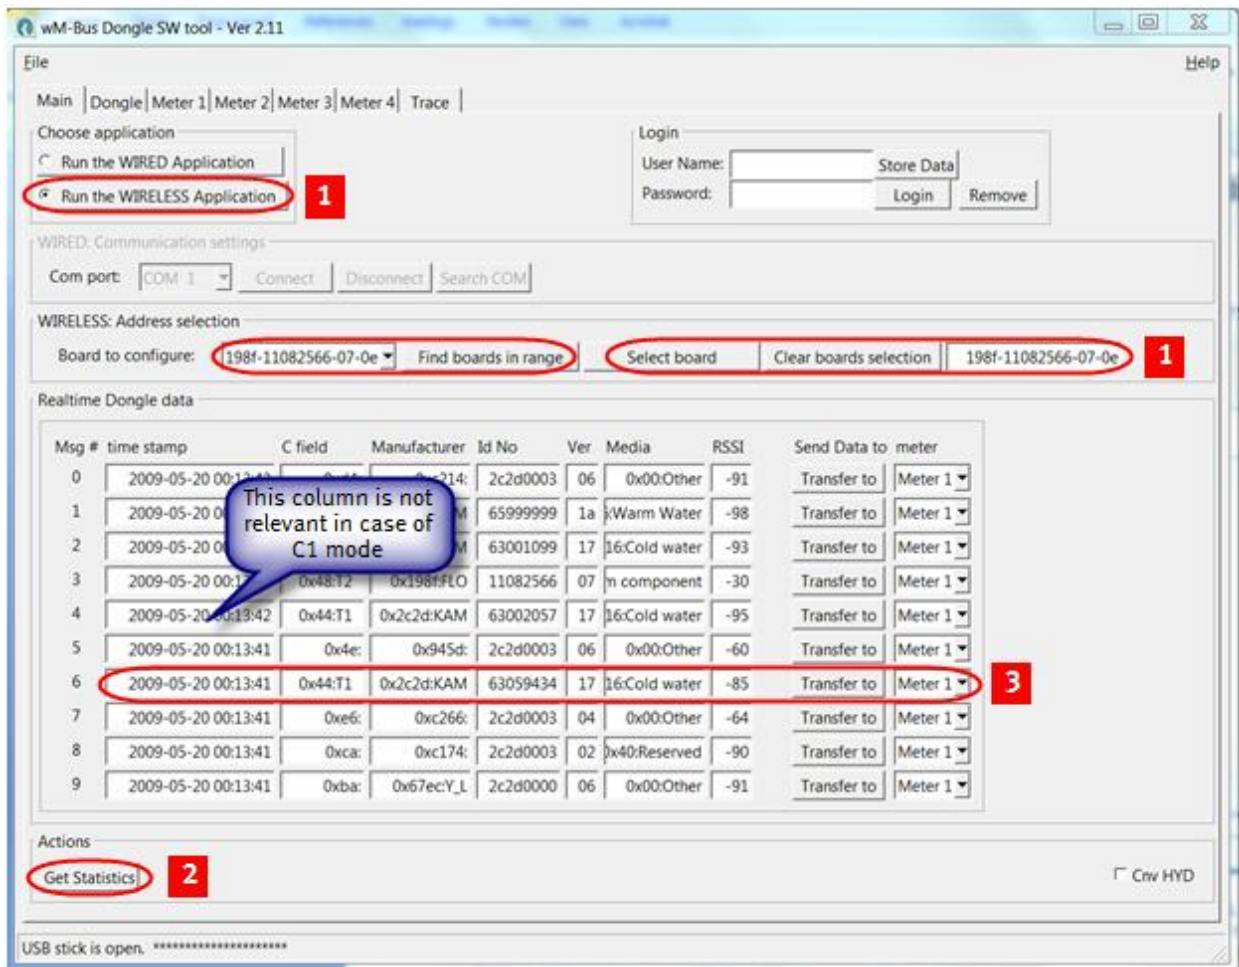 wM-Bus Dongle SW tool - Ver 2.11
File Help
Main Dongle Meter 1 Meter 2 Meter 3 Meter 4 Trace
Choose application Login
Run the WIRED Application User Name: Store Data
Run the WIRELESS Application 1 Password: Login Remove
WIRED: Communication settings
Com port: COM 1 Connect Disconnect Search COM
WIRELESS: Address selection
Board to configure: 198f-11082566-07-0e Find boards in range Select board Clear boards selection 198f-11082566-07-0e 1
Realtime Dongle data
Msg # time stamp C field Manufacturer Id No Ver Media RSSI Send Data to meter
0 2009-05-20 00:13:42 2c2d0003 06 0x00:Other -91 Transfer to Meter 1
1 2009-05-20 65999999 1a :Warm Water -98 Transfer to Meter 1
2 2009-05-20 63001099 17 16:Cold water -93 Transfer to Meter 1
3 2009-05-20 0x48:T2 0x198f:FLO 11082566 07 component -30 Transfer to Meter 1
4 2009-05-20 00:13:42 0x44:T1 0x2c2d:KAM 63002057 17 16:Cold water -95 Transfer to Meter 1
5 2009-05-20 00:13:41 0x4e: 0x945d: 2c2d0003 06 0x00:Other -60 Transfer to Meter 1
6 2009-05-20 00:13:41 0x44:T1 0x2c2d:KAM 63059434 17 16:Cold water -85 Transfer to Meter 1 3
7 2009-05-20 00:13:41 0xe6: 0xc266: 2c2d0003 04 0x00:Other -64 Transfer to Meter 1
8 2009-05-20 00:13:41 0xca: 0xc174: 2c2d0003 02 0x40:Reserved -90 Transfer to Meter 1
9 2009-05-20 00:13:41 0xba: 0x67ec:Y_L 2c2d0000 06 0x00:Other -91 Transfer to Meter 1
This column is not
relevant in case of
C1 mode
Actions
Get Statistics 2 Cnv HYD
USB stick is open. **********************